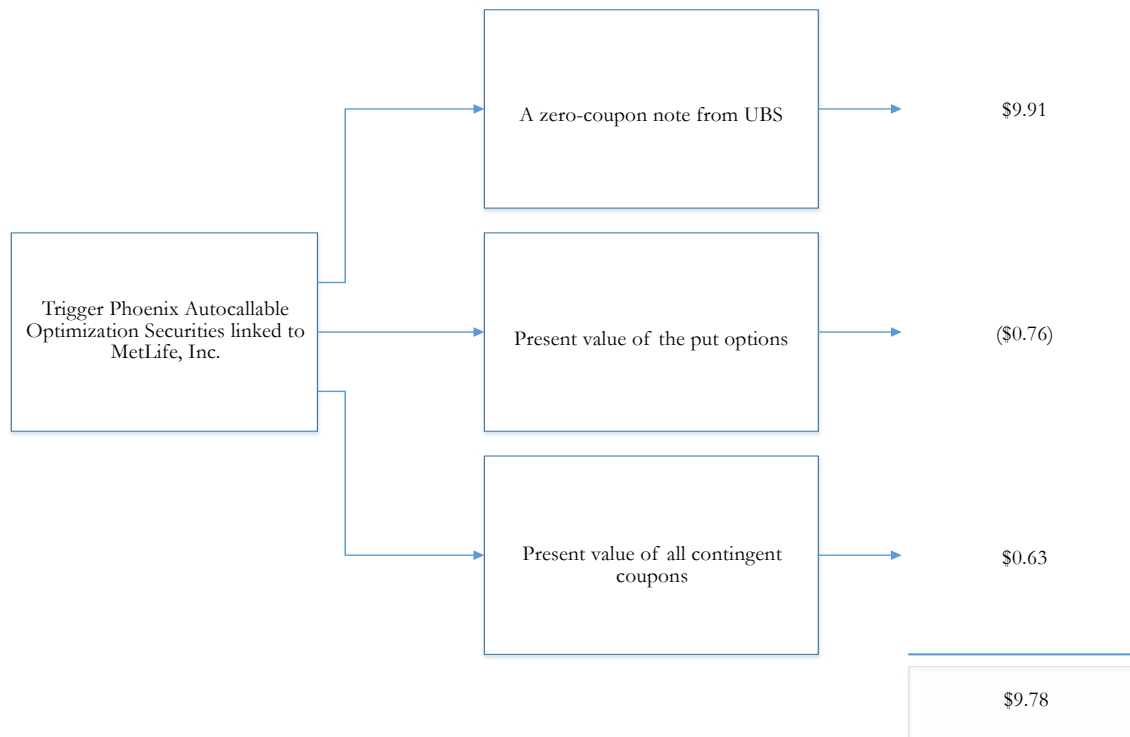 A zero-coupon note from UBS
$9.91
Trigger Phoenix Autocallable
Optimization Securities linked to
MetLife, Inc.
Present value of the put options
($0.76)
Present value of all contingent
coupons
$0.63
$9.78